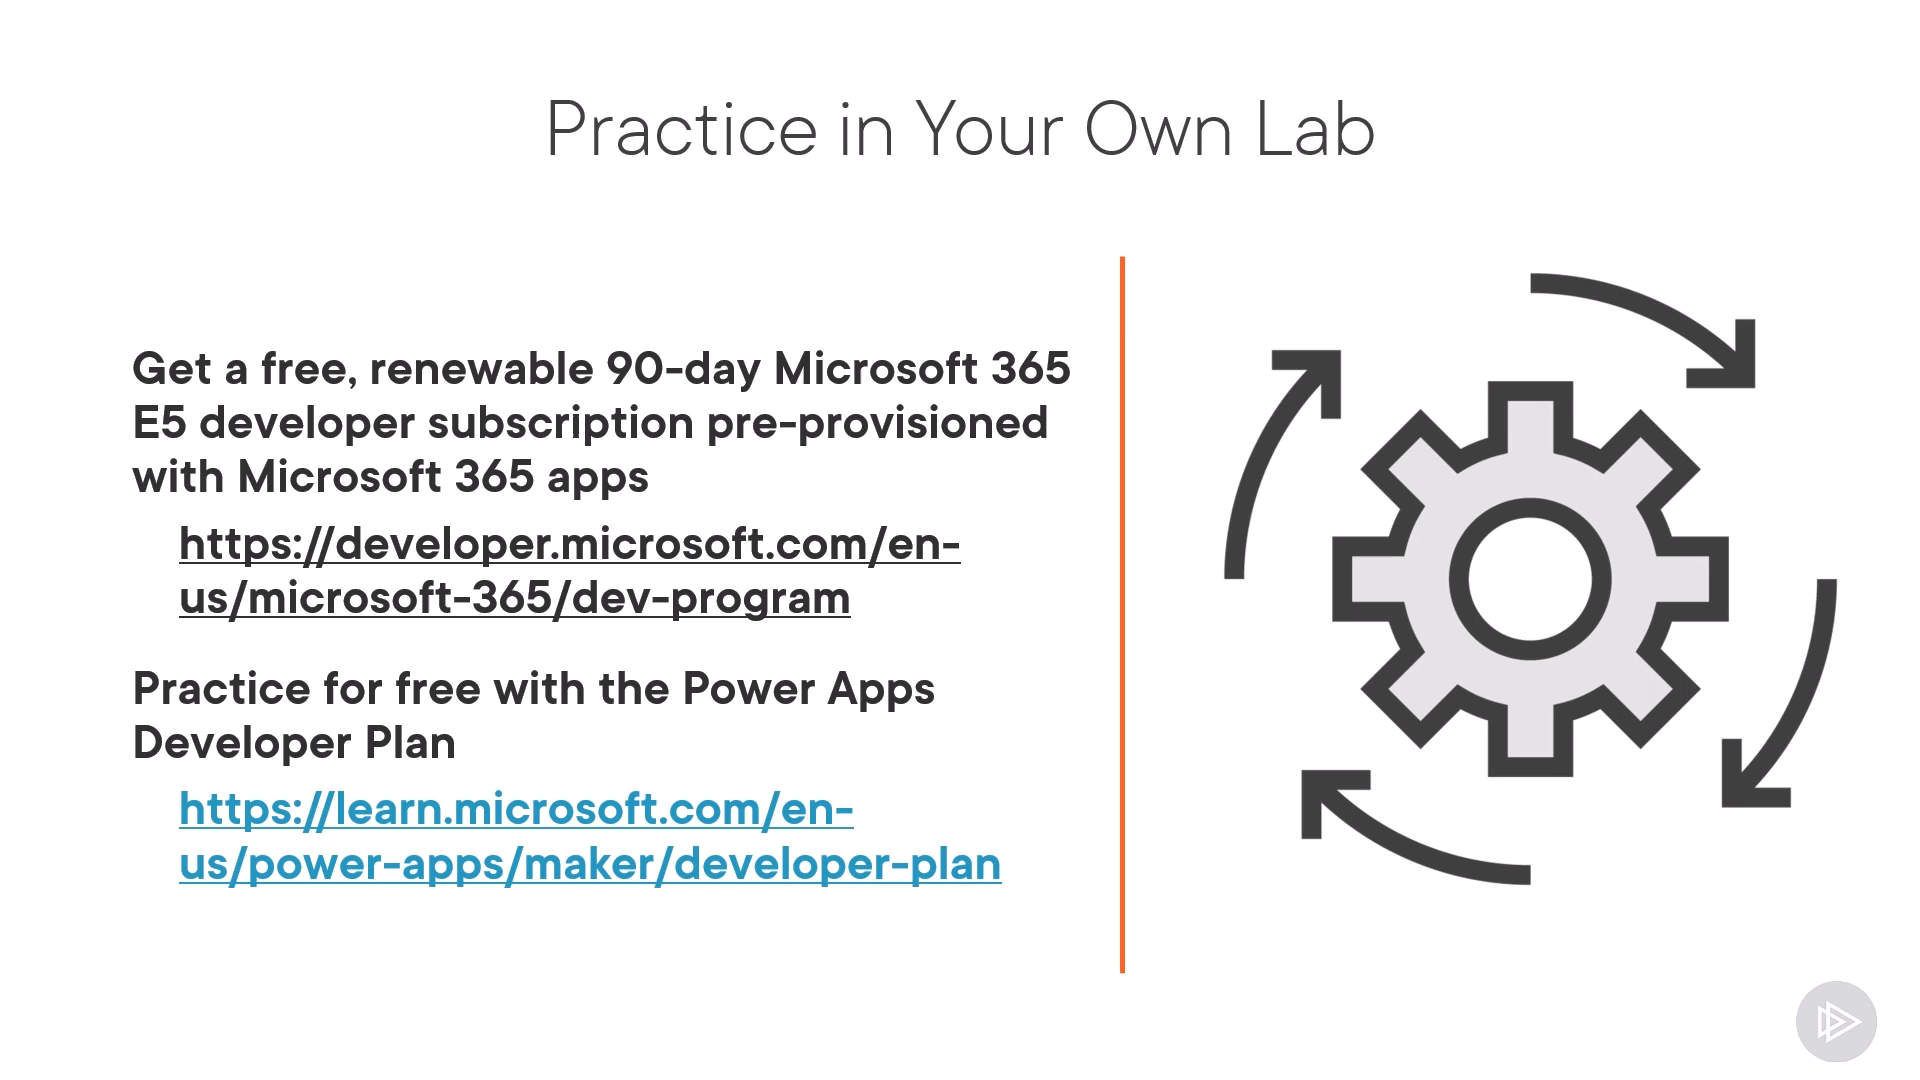 Practice in Your Own Lab
Get a free, renewable 90-day Microsoft 365
E5 developer subscription pre-provisioned
with Microsoft 365 apps
https://developer.microsoft.com/en-
us/microsoft-365/dev-program
Practice for free with the Power Apps
Developer Plan
https://learn.microsoft.com/en-
us/power-apps/maker/developer-plan